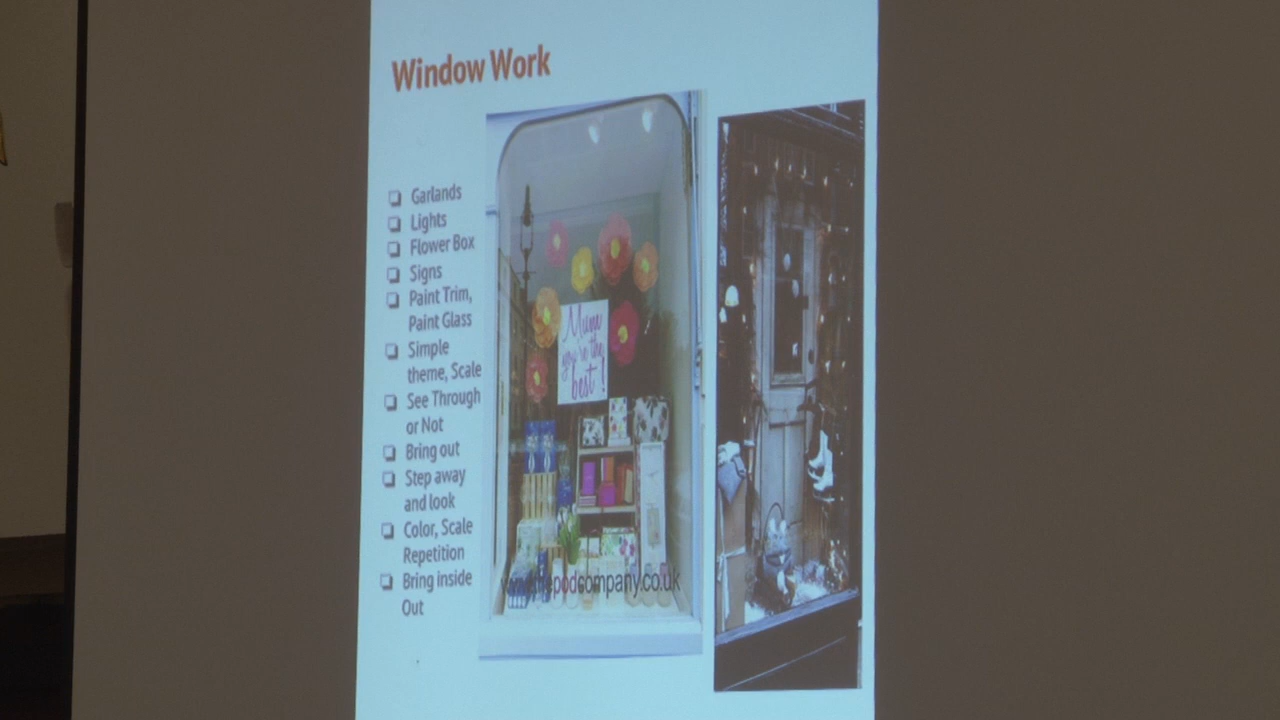 Window Work
Garlands
Lights
Flower Box
Signs
Paint Trim,
Paint Glass
Simple
theme, Scale
See Through
or Not
Bring out
Step away
and look
Color, Scale
Repetition
Bring inside
Out
Mum
you're the
best!